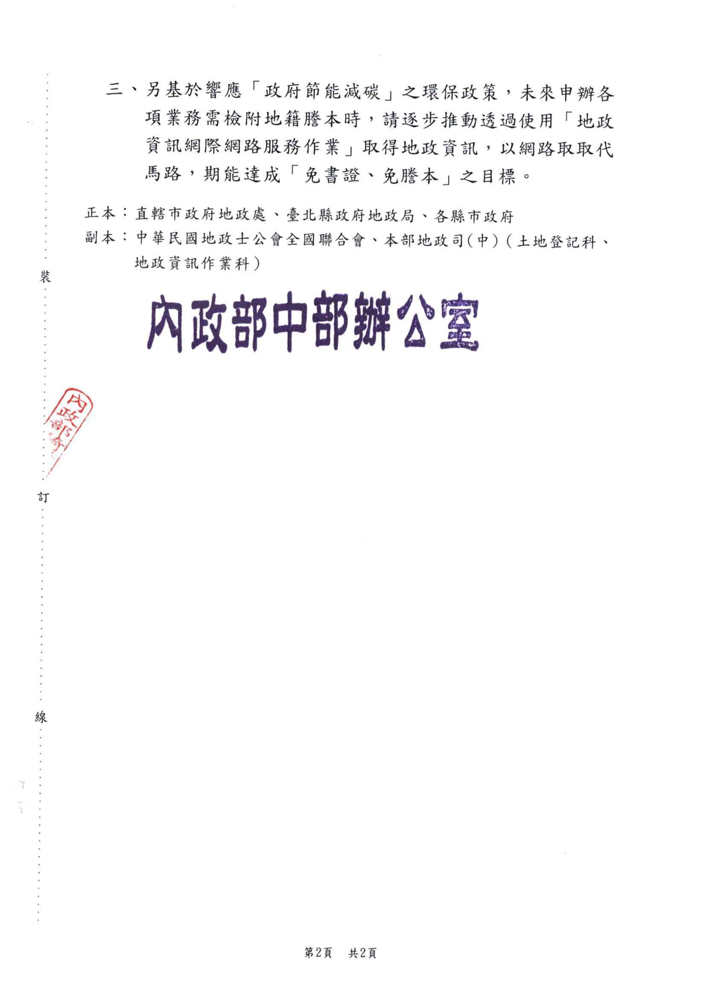 三、另基於響應「政府節能減碳」之環保政策，未來申辦各
項業務需檢附地籍謄本時，請逐步推動透過使用「地政
資訊網際網路服務作業」取得地政資訊，以網路取取代
馬路，期能達成「免書證、免謄本」之目標。
正本：直轄市政府地政處、臺北縣政府地政局、各縣市政府
副本：中華民國地政士公會全國聯合會、本部地政司(中)（土地登記科、
地政資訊作業科）
裝
內政部中部辦公室
內政部
訂
線
第2頁 共2頁